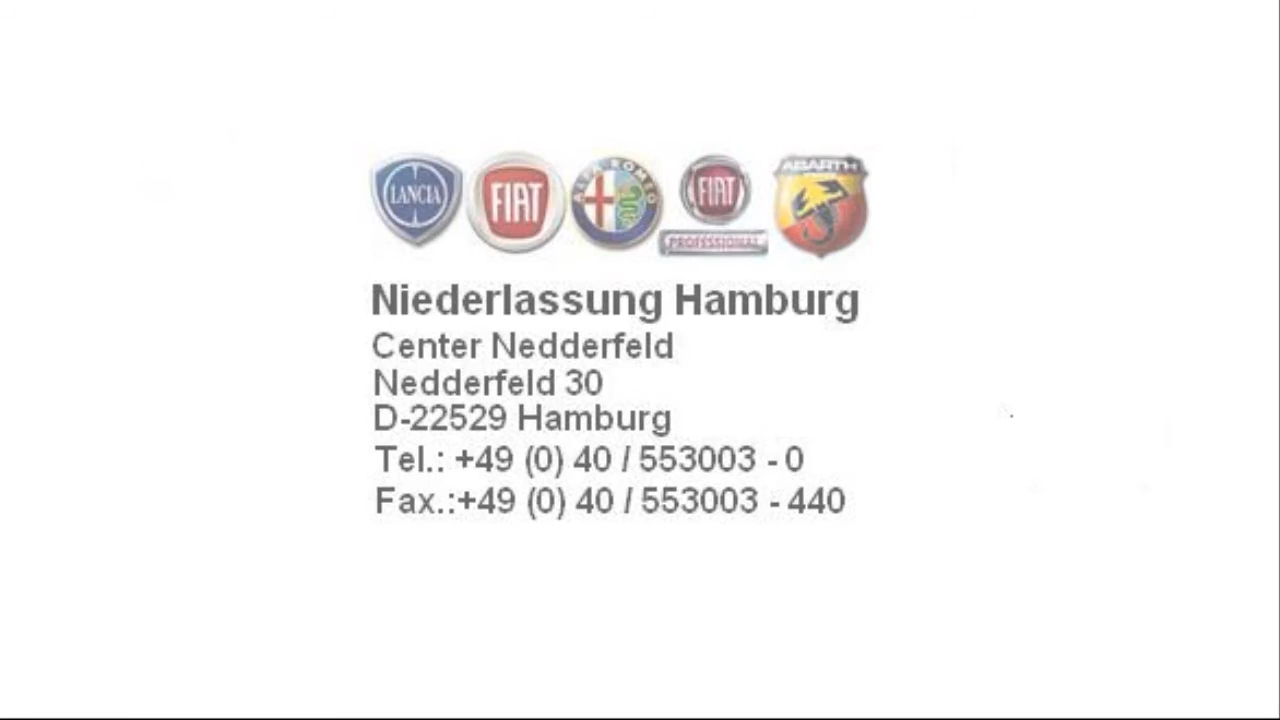 LANCIA FIAT ALFA ROMEO FIAT ABARTH
PROFESSIONAL
Niederlassung Hamburg
Center Nedderfeld
Nedderfeld 30
D-22529 Hamburg
Tel.: +49 (0) 40 / 553003 - 0
Fax.:+49 (0) 40 / 553003 - 440